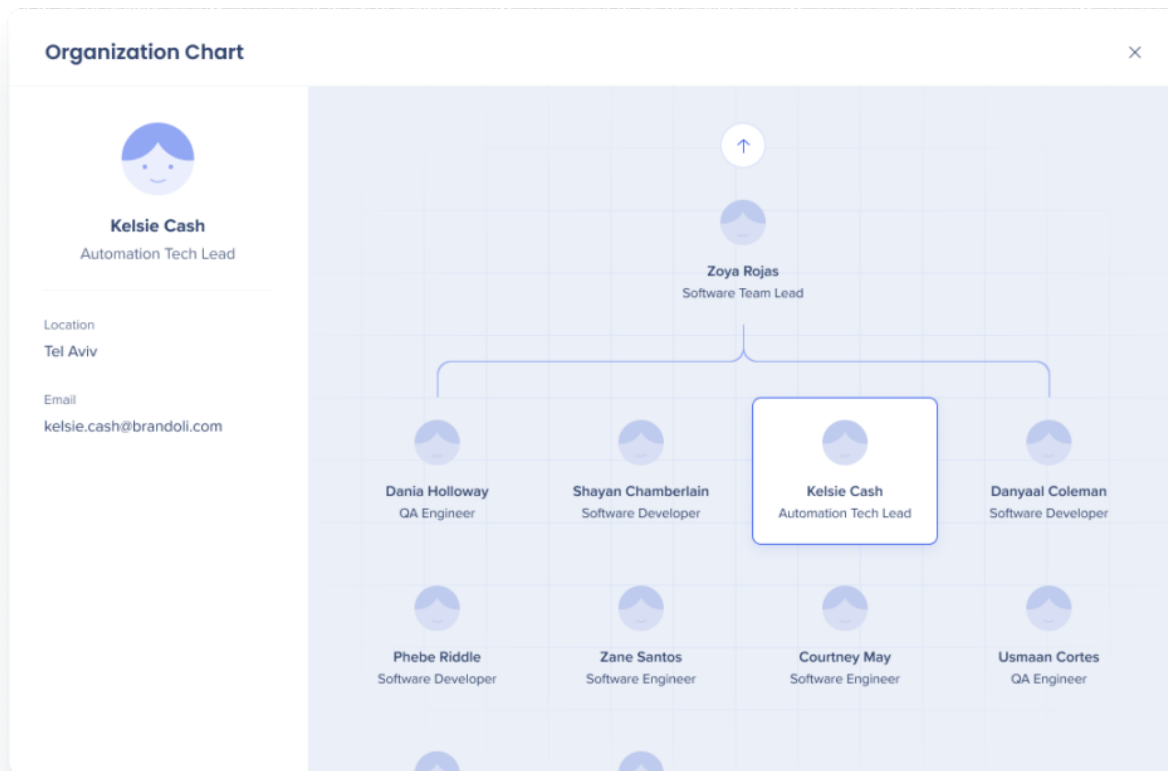 Organization Chart
Kelsie Cash
Automation Tech Lead
Location
Tel Aviv
Email
kelsie.cash@brandoli.com
Zoya Rojas
Software Team Lead
Dania Holloway
QA Engineer
Shayan Chamberlain
Software Developer
Kelsie Cash
Automation Tech Lead
Danyaal Coleman
Software Developer
Phebe Riddle
Software Developer
Zane Santos
Software Engineer
Courtney May
Software Engineer
Usmaan Cortes
QA Engineer